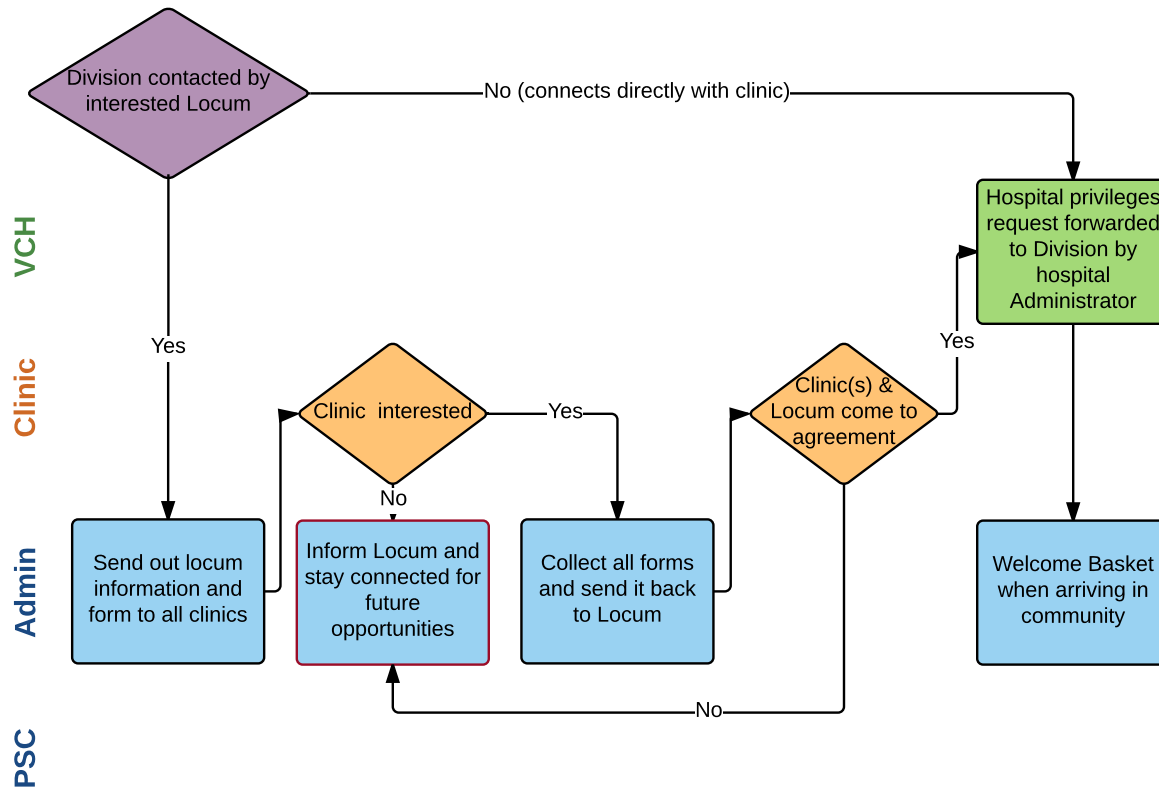 Division contacted by
interested Locum
No (connects directly with clinic)
Hospital privileges
request forwarded
to Division by
hospital
Administrator
VCH
Yes
Yes
Clinic
Clinic  interested
Yes
Clinic(s) &
Locum come to
agreement
No
Admin
Send out locum
information and
form to all clinics
Inform Locum and
stay connected for
future
opportunities
Collect all forms
and send it back
to Locum
Welcome Basket
when arriving in
community
No
PSC